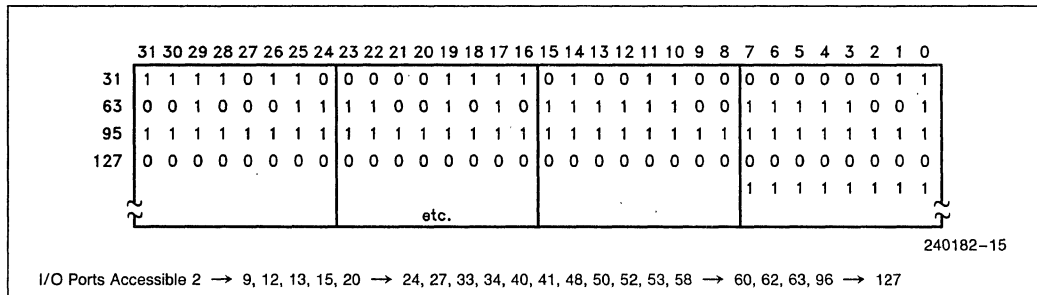 31 30 29 28 27 26 25 24 23 22 21 20 19 18 17 16 15 14 13 12 11 10 9 8 7 6 5 4 3 2 1 0
31 1 1 1 1 0 1 1 0 0 0 0 0 1 1 1 1 0 1 0 0 1 1 0 0 0 0 0 0 0 0 1 1
63 0 0 1 0 0 0 1 1 1 1 0 0 1 0 1 0 1 1 1 1 1 1 0 0 1 1 1 1 1 0 0 1
95 1 1 1 1 1 1 1 1 1 1 1 1 1 1 1 1 1 1 1 1 1 1 1 1 1 1 1 1 1 1 1 1
127 0 0 0 0 0 0 0 0 0 0 0 0 0 0 0 0 0 0 0 0 0 0 0 0 0 0 0 0 0 0 0 0
1 1 1 1 1 1 1 1
etc.
240182-15
I/O Ports Accessible 2 → 9, 12, 13, 15, 20 → 24, 27, 33, 34, 40, 41, 48, 50, 52, 53, 58 → 60, 62, 63, 96 → 127